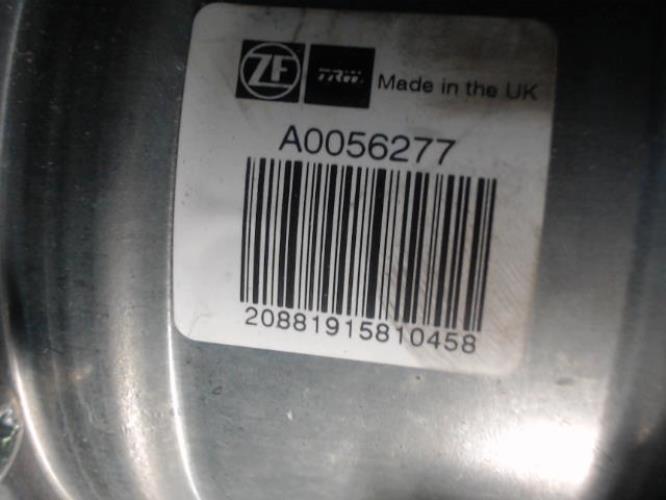 ZF TRW Made in the UK
A0056277
20881915810458